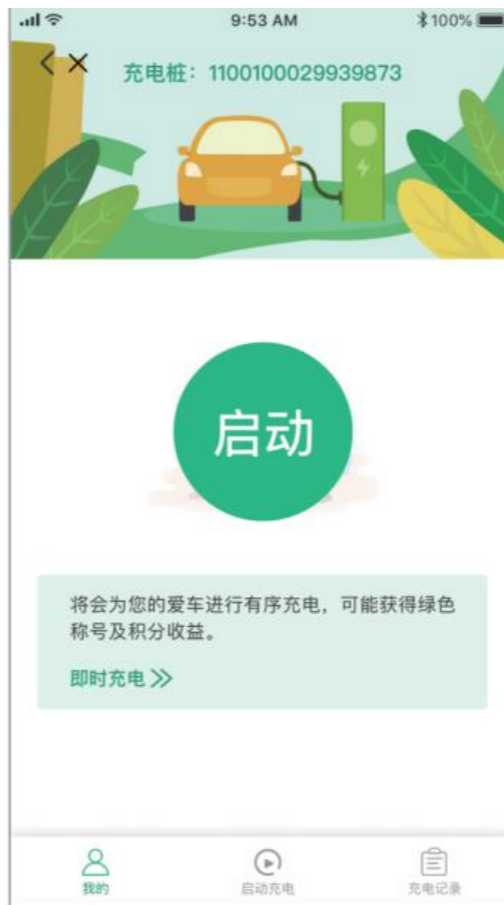 9:53 AM
100%
充电桩：1100100029939873
启动
将会为您的爱车进行有序充电，可能获得绿色
称号及积分收益。
即时充电
我的
启动充电
充电记录